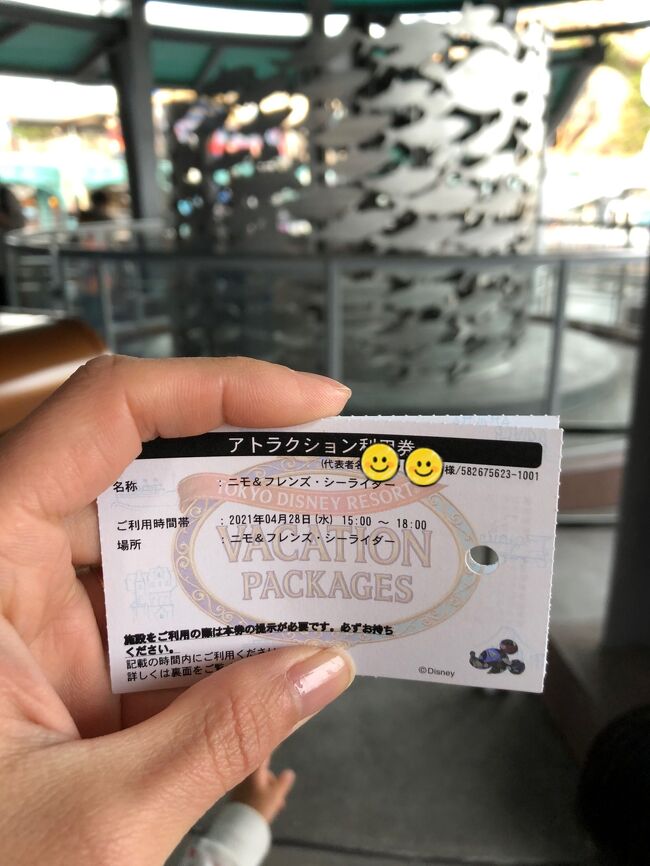 アトラクション利用券
(代表者名 様/582675623-1001
名称 : ニモ&フレンズ・シーライダー
TOKYO DISNEY RESORT
ご利用時間帯 : 2021年04月28日(水) 15:00 ～ 18:00
場所 : ニモ&フレンズ・シーライダー
VACATION
PACKAGES
施設をご利用の際は本券の提示が必要です。必ずお持ち
ください。
記載の時間内にご利用くださ
詳しくは裏面をご覧
©Disney